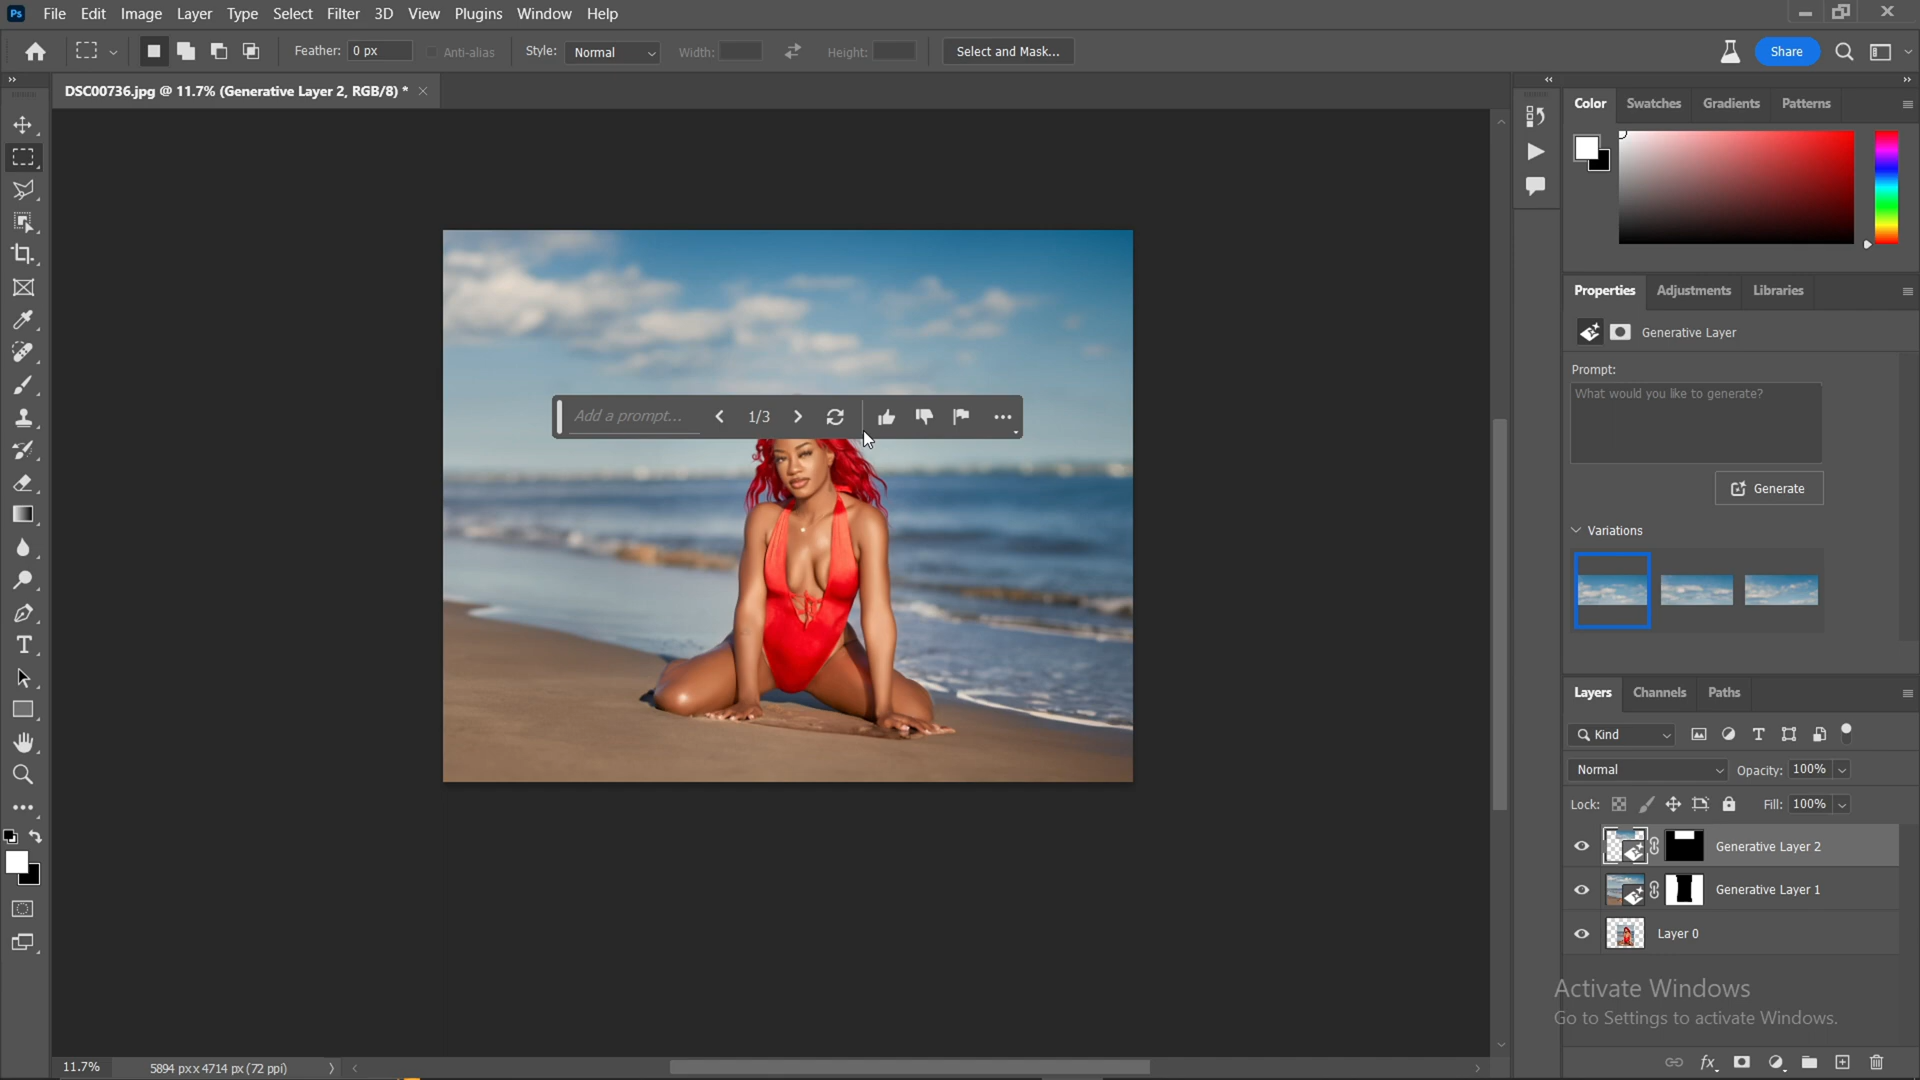 Ps File Edit Image Layer Type Select Filter 3D View Plugins Window Help
Feather: 0 px Anti-alias Style: Normal Width: Height: Select and Mask... Share
DSC00736.jpg @ 11.7% (Generative Layer 2, RGB/8) *
Color Swatches Gradients Patterns
Properties Adjustments Libraries
Generative Layer
Prompt:
What would you like to generate?
Add a prompt... 1/3
Generate
Variations
Layers Channels Paths
Kind
Normal Opacity: 100%
Lock: Fill: 100%
Generative Layer 2
Generative Layer 1
Layer 0
Activate Windows
Go to Settings to activate Windows.
fx
11.7% 5894 px x 4714 px (72 ppi)